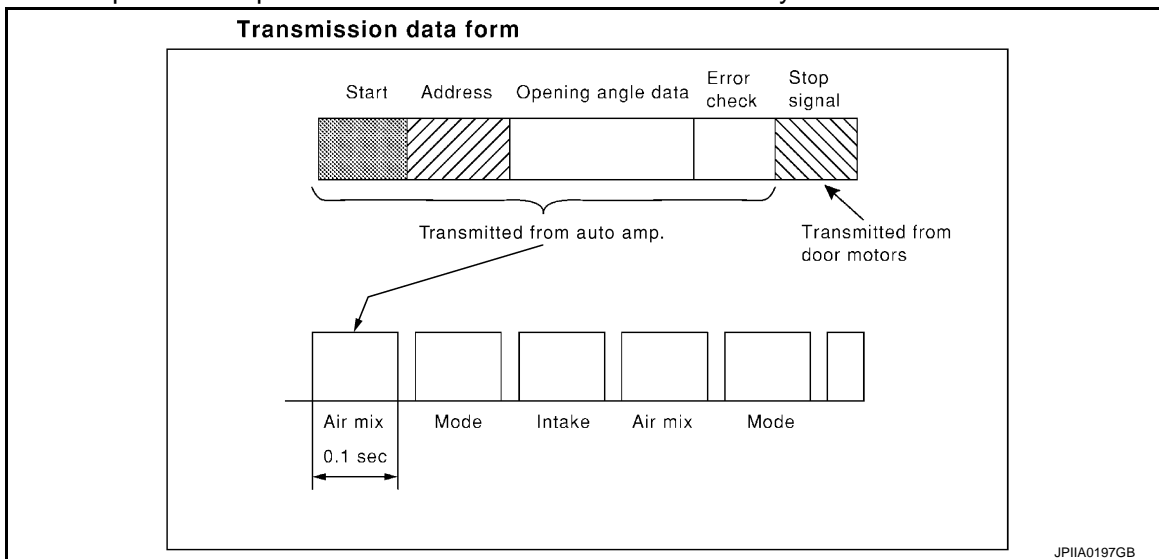 Transmission data form
Start Address Opening angle data Error check Stop signal
Transmitted from auto amp.
Transmitted from door motors
Air mix Mode Intake Air mix Mode
0.1 sec
JPIIA0197GB